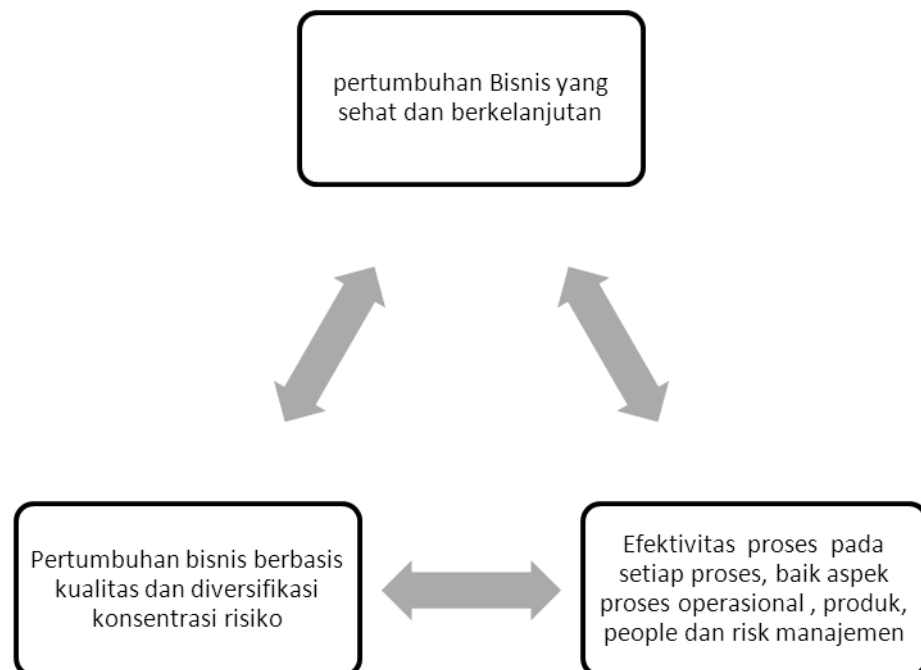 pertumbuhan Bisnis yang
sehat dan berkelanjutan
Pertumbuhan bisnis berbasis
kualitas dan diversifikasi
konsentrasi risiko
Efektivitas proses pada
setiap proses, baik aspek
proses operasional , produk,
people dan risk manajemen